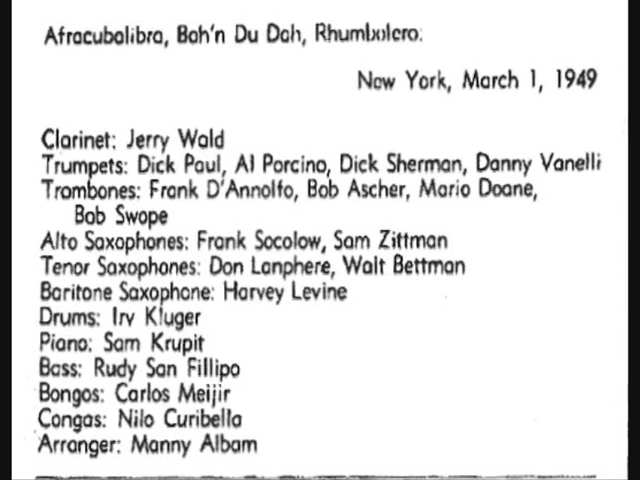 Afrocubalibra, Bah'n Du Dah, Rhumbolero:
New York, March 1, 1949
Clarinet: Jerry Wald
Trumpets: Dick Paul, Al Porcino, Dick Sherman, Danny Vanelli
Trombones: Frank D'Annolfo, Bob Ascher, Mario Doane,
Bob Swope
Alto Saxophones: Frank Socolow, Sam Zittman
Tenor Saxophones: Don Lanphere, Walt Bettman
Baritone Saxophone: Harvey Levine
Drums: Irv Kluger
Piano: Sam Krupit
Bass: Rudy San Fillipo
Bongos: Carlos Meijir
Congas: Nilo Curibella
Arranger: Manny Albam